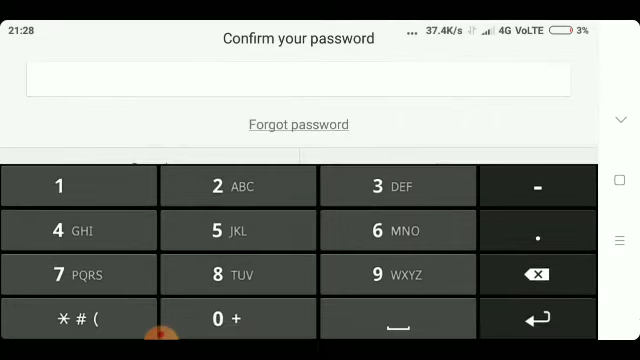 21:28 ... 37.4K/s 4G VoLTE 3%
Confirm your password
Forgot password
1 2 ABC 3 DEF -
4 GHI 5 JKL 6 MNO .
7 PQRS 8 TUV 9 WXYZ
* # ( 0 +